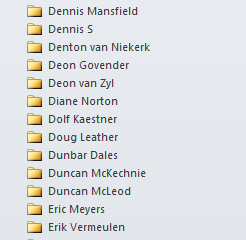 Dennis Mansfield
Dennis S
Denton van Niekerk
Deon Govender
Deon van Zyl
Diane Norton
Dolf Kaestner
Doug Leather
Dunbar Dales
Duncan McKechnie
Duncan McLeod
Eric Meyers
Erik Vermeulen